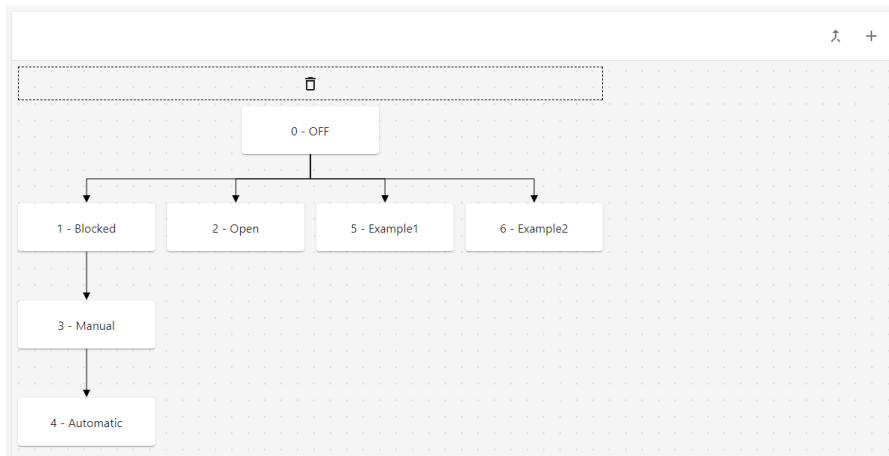 0 - OFF
1 - Blocked
2 - Open
5 - Example1
6 - Example2
3 - Manual
4 - Automatic